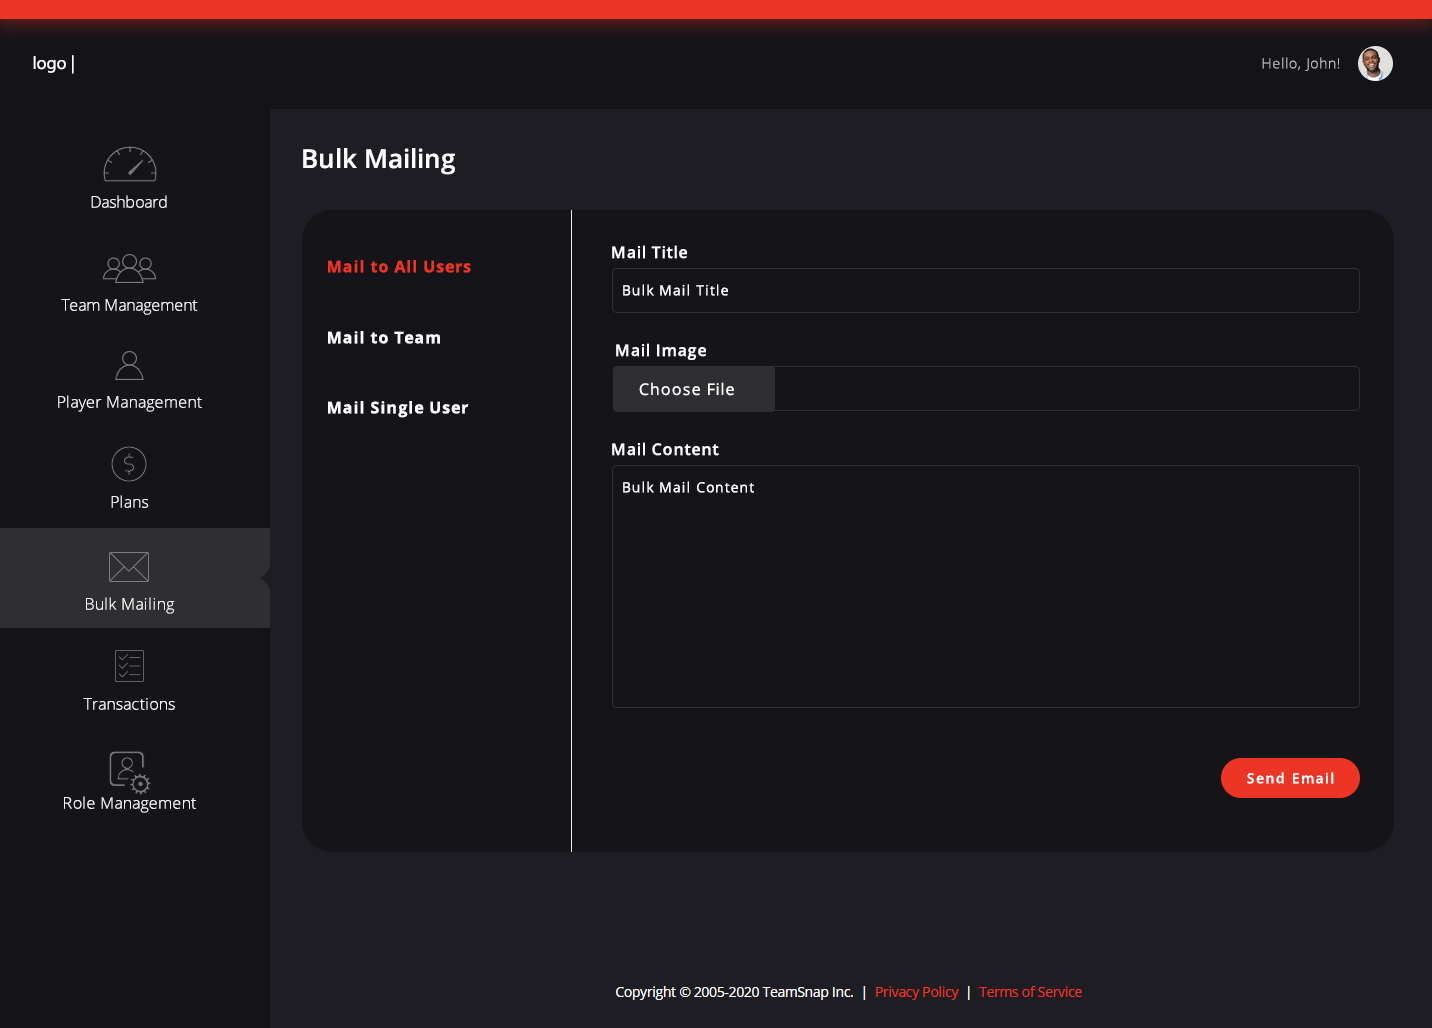 logo |
Hello, John!
Dashboard
Team Management
Player Management
Plans
Bulk Mailing
Transactions
Role Management
Bulk Mailing
Mail to All Users
Mail to Team
Mail Single User
Mail Title
Bulk Mail Title
Mail Image
Choose File
Mail Content
Bulk Mail Content
Send Email
Copyright © 2005-2020 TeamSnap Inc. | Privacy Policy | Terms of Service